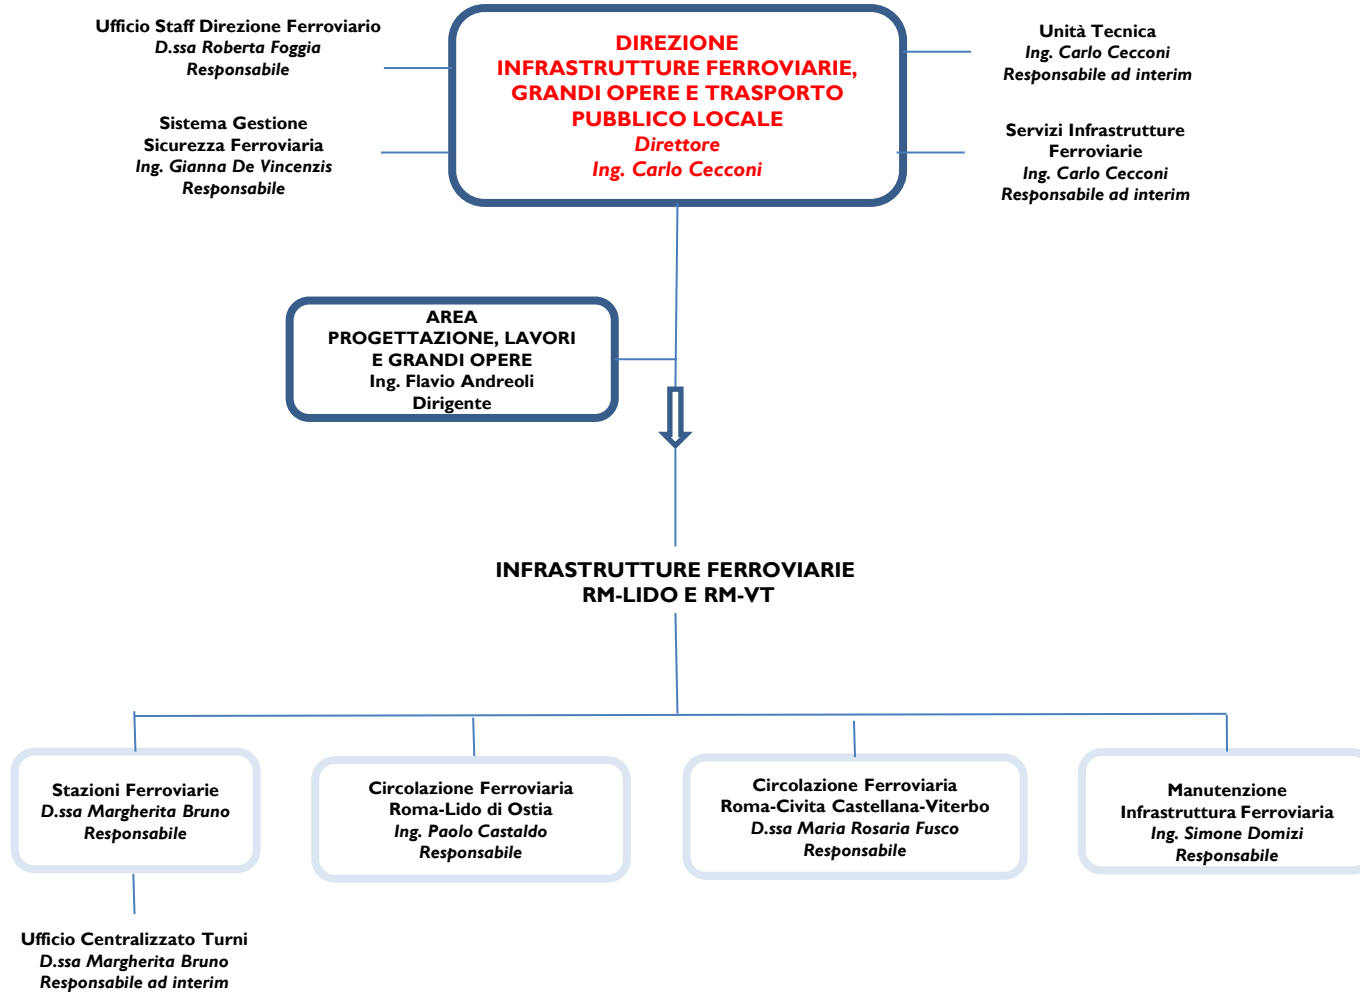 Ufficio Staff Direzione Ferroviario
D.ssa Roberta Foggia
Responsabile
Sistema Gestione
Sicurezza Ferroviaria
Ing. Gianna De Vincenzis
Responsabile
DIREZIONE
INFRASTRUTTURE FERROVIARIE,
GRANDI OPERE E TRASPORTO
PUBBLICO LOCALE
Direttore
Ing. Carlo Cecconi
Unità Tecnica
Ing. Carlo Cecconi
Responsabile ad interim
Servizi Infrastrutture
Ferroviarie
Ing. Carlo Cecconi
Responsabile ad interim
AREA
PROGETTAZIONE, LAVORI
E GRANDI OPERE
Ing. Flavio Andreoli
Dirigente
INFRASTRUTTURE FERROVIARIE
RM-LIDO E RM-VT
Stazioni Ferroviarie
D.ssa Margherita Bruno
Responsabile
Circolazione Ferroviaria
Roma-Lido di Ostia
Ing. Paolo Castaldo
Responsabile
Circolazione Ferroviaria
Roma-Civita Castellana-Viterbo
D.ssa Maria Rosaria Fusco
Responsabile
Manutenzione
Infrastruttura Ferroviaria
Ing. Simone Domizi
Responsabile
Ufficio Centralizzato Turni
D.ssa Margherita Bruno
Responsabile ad interim